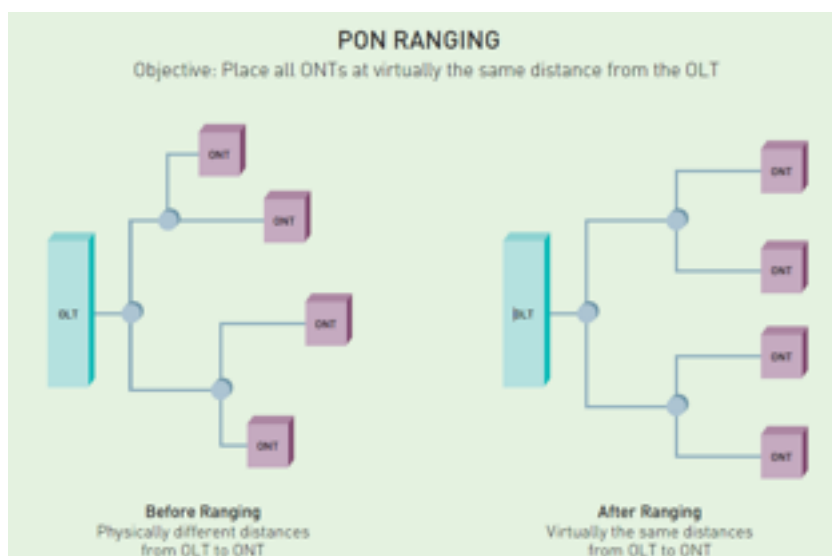 PON RANGING
Objective: Place all ONTs at virtually the same distance from the OLT
ONT
ONT
OLT
ONT
ONT
ONT
ONT
OLT
ONT
ONT
Before Ranging
Physically different distances
from OLT to ONT
After Ranging
Virtually the same distances
from OLT to ONT